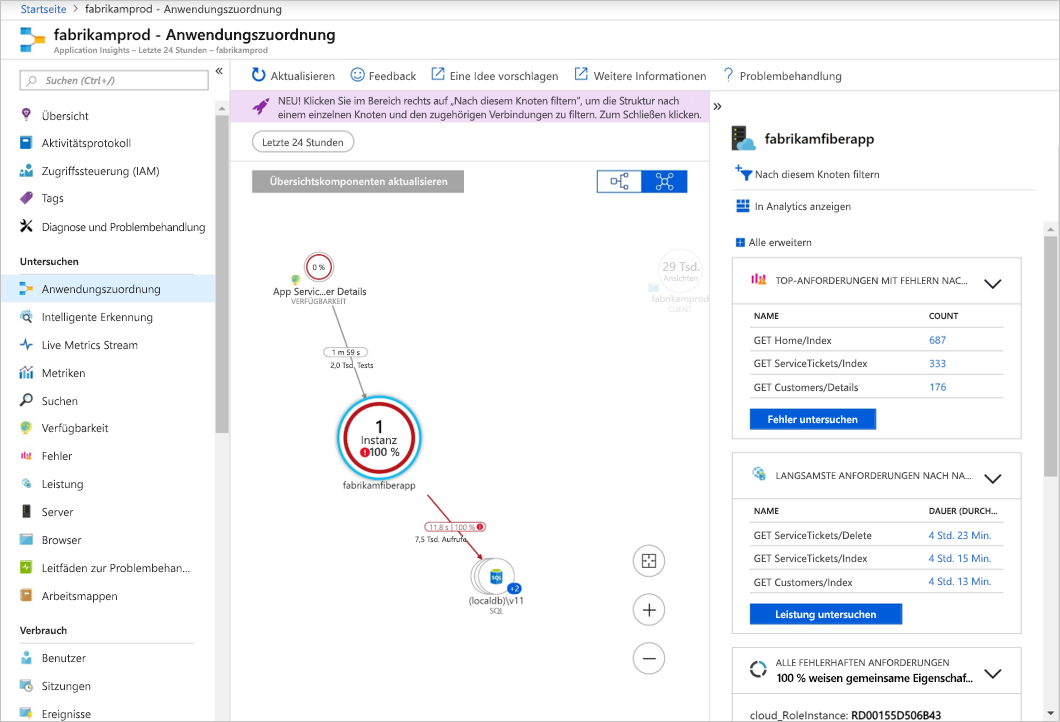 Startseite > fabrikamprod - Anwendungszuordnung
fabrikamprod - Anwendungszuordnung
Application Insights – Letzte 24 Stunden – fabrikamprod
Suchen (Ctrl+/)
«
Übersicht
Aktivitätsprotokoll
Zugriffssteuerung (IAM)
Tags
Diagnose und Problembehandlung
Untersuchen
Anwendungszuordnung
Intelligente Erkennung
Live Metrics Stream
Metriken
Suchen
Verfügbarkeit
Fehler
Leistung
Server
Browser
Leitfäden zur Problembehan...
Arbeitsmappen
Verbrauch
Benutzer
Sitzungen
Ereignisse
Aktualisieren
Feedback
Eine Idee vorschlagen
Weitere Informationen
? Problembehandlung
NEU! Klicken Sie im Bereich rechts auf „Nach diesem Knoten filtern“, um die Struktur nach
einem einzelnen Knoten und den zugehörigen Verbindungen zu filtern. Zum Schließen klicken.
Letzte 24 Stunden
Übersichtskomponenten aktualisieren
0 %
App Servic...er Details
VERFÜGBARKEIT
29 Tsd.
Ansichten
fabrikamprod
CLIENT
1 m 59 s
2,0 Tsd. Tests
1
Instanz
100 %
fabrikamfiberapp
11,8 s | 100 %
7,5 Tsd. Aufrufe
SQL
+2
(localdb)\v11
SQL
»
fabrikamfiberapp
Nach diesem Knoten filtern
In Analytics anzeigen
Alle erweitern
TOP-ANFORDERUNGEN MIT FEHLERN NAC...
NAME COUNT
GET Home/Index 687
GET ServiceTickets/Index 333
GET Customers/Details 176
Fehler untersuchen
LANGSAMSTE ANFORDERUNGEN NACH NA...
NAME DAUER (DURCH...
GET ServiceTickets/Delete 4 Std. 23 Min.
GET ServiceTickets/Index 4 Std. 15 Min.
GET Customers/Index 4 Std. 13 Min.
Leistung untersuchen
ALLE FEHLERHAFTEN ANFORDERUNGEN
100 % weisen gemeinsame Eigenschaf...
cloud_RoleInstance: RD00155D506B43